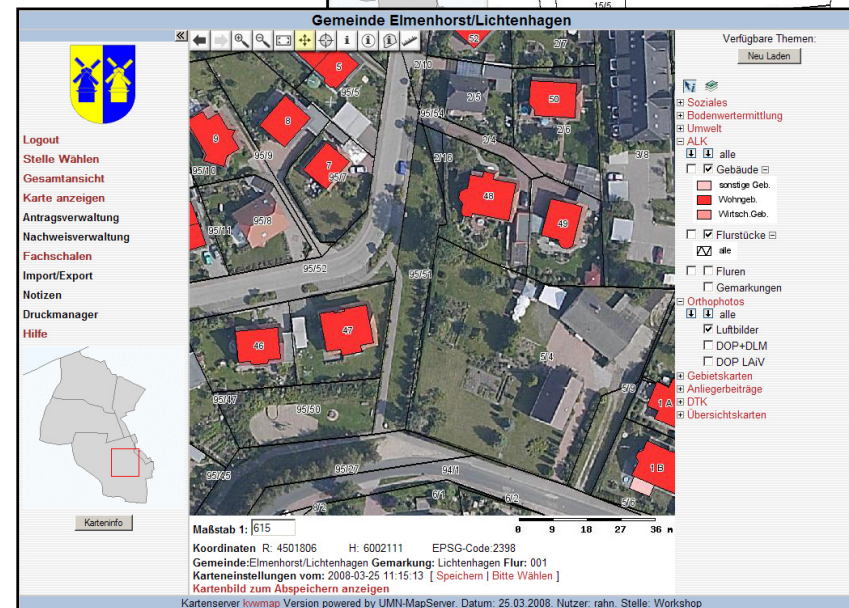 15/5
Gemeinde Elmenhorst/Lichtenhagen
Logout
Stelle Wählen
Gesamtansicht
Karte anzeigen
Antragsverwaltung
Nachweisverwaltung
Fachschalen
Import/Export
Notizen
Druckmanager
Hilfe
Karteninfo
52
2/7
5
2/10
95/5
2/5
50
95/54
8
2/6
9
2/4
95/9
2/16
3/8
95/10
7
95/7
48
49
95/8
95/11
95/52
95/51
46
47
5/4
5/9
95/17
95/50
1 A
1 B
95/27
94/1
95/45
6/1
6/2
5/6
Maßstab 1: 615
0 9 18 27 36 m
Koordinaten R: 4501806 H: 6002111 EPSG-Code:2398
Gemeinde:Elmenhorst/Lichtenhagen Gemarkung: Lichtenhagen Flur: 001
Karteneinstellungen vom: 2008-03-25 11:15:13 [ Speichern | Bitte Wählen ]
Kartenbild zum Abspeichern anzeigen
Verfügbare Themen:
Neu Laden
Soziales
Bodenwertermittlung
Umwelt
ALK
alle
Gebäude
sonstige Geb.
Wohngeb.
Wirtsch.Geb.
Flurstücke
alle
Fluren
Gemarkungen
Orthophotos
alle
Luftbilder
DOP+DLM
DOP LAiV
Gebietskarten
Anliegerbeiträge
DTK
Übersichtskarten
Kartenserver kvwmap Version powered by UMN-MapServer. Datum: 25.03.2008. Nutzer: rahn. Stelle: Workshop